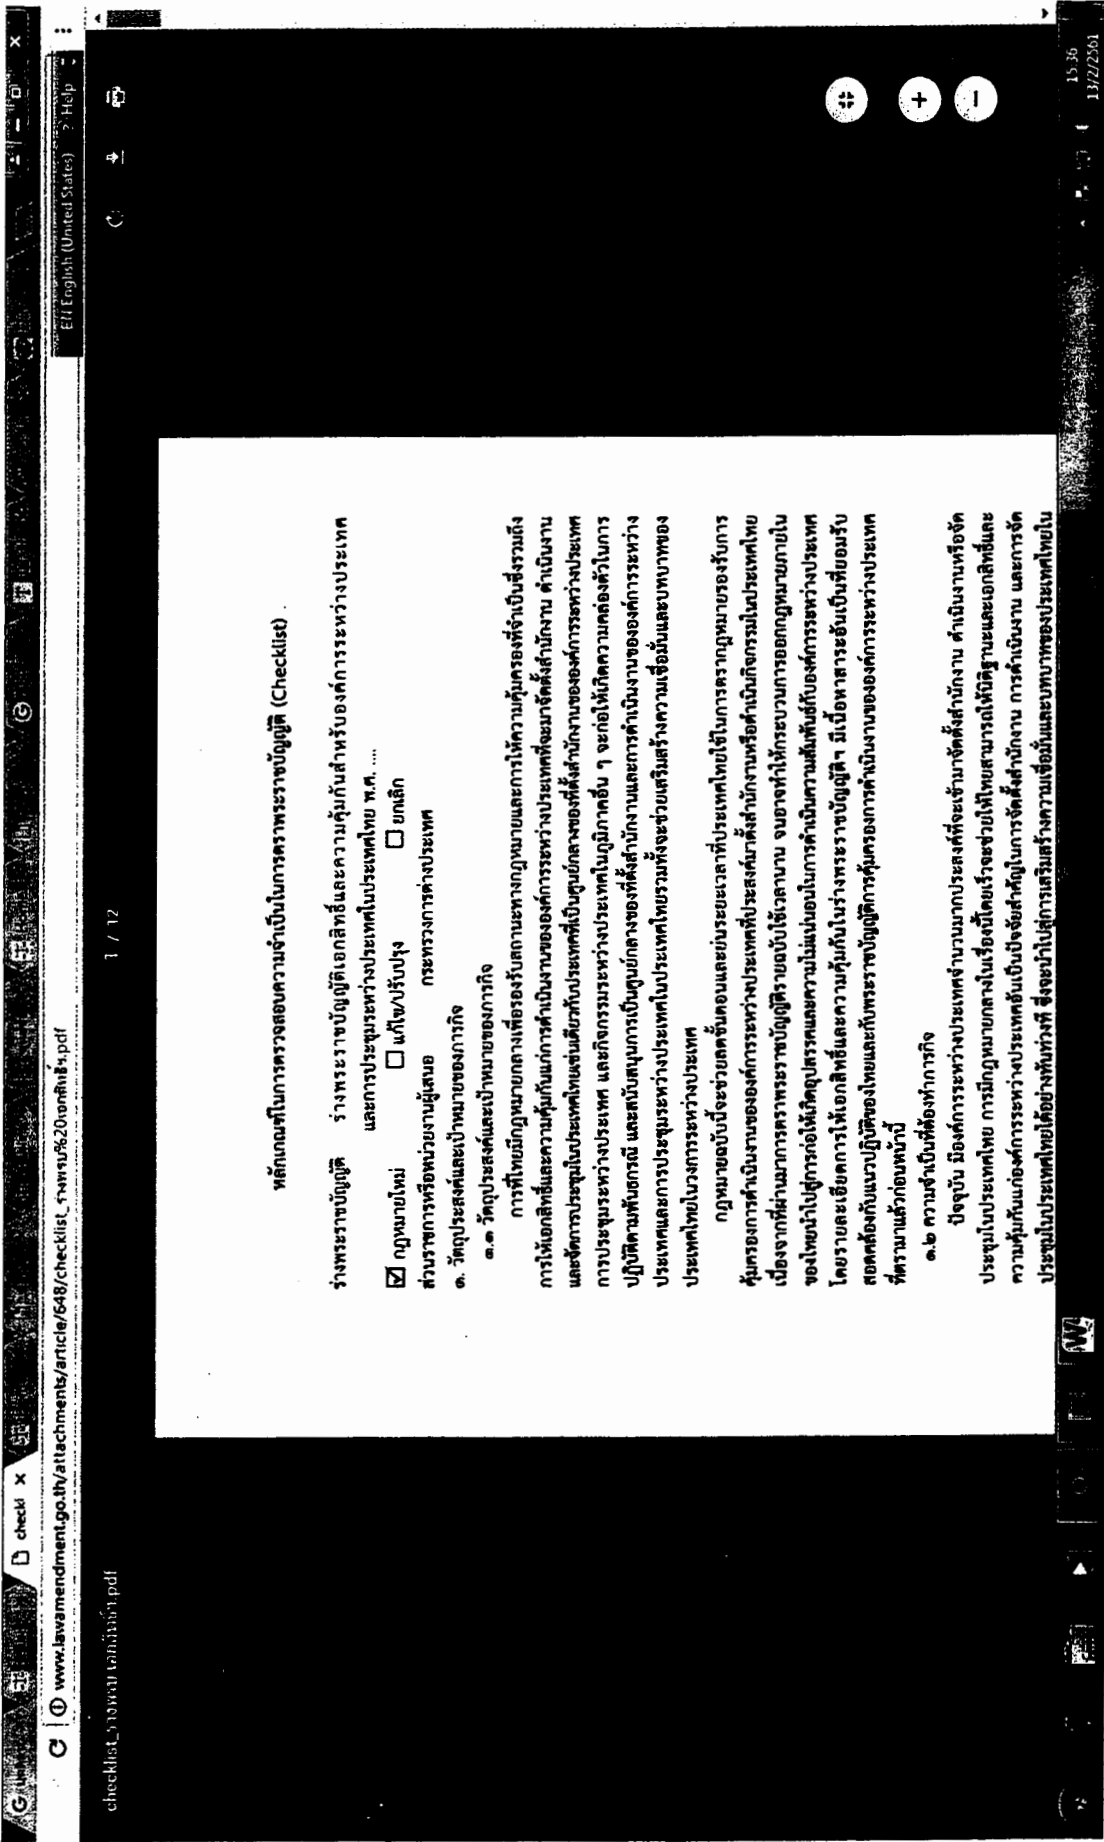 checkl ×
www.lawamendment.go.th/attachments/article/648/checklist_ร่างพรบ%20เอกสิทธิ์ฯ.pdf
EN English (United States) ? Help
1 / 12
หลักเกณฑ์ในการตรวจสอบความจำเป็นในการตราพระราชบัญญัติ (Checklist)
ร่างพระราชบัญญัติ ร่างพระราชบัญญัติเอกสิทธิ์และความคุ้มกันสำหรับองค์การระหว่างประเทศ
และการประชุมระหว่างประเทศในประเทศไทย พ.ศ. ....
☑ กฎหมายใหม่ ☐ แก้ไข/ปรับปรุง ☐ ยกเลิก
ส่วนราชการหรือหน่วยงานผู้เสนอ กระทรวงการต่างประเทศ
๑. วัตถุประสงค์และเป้าหมายของภารกิจ
๑.๑ วัตถุประสงค์และเป้าหมายของภารกิจ
การที่ไทยมีกฎหมายกลางเพื่อรองรับสถานะทางกฎหมายและการให้ความคุ้มครองที่จำเป็นซึ่งรวมถึง
การให้เอกสิทธิ์และความคุ้มกันแก่การดำเนินงานขององค์การระหว่างประเทศที่จะมาจัดตั้งสำนักงาน ดำเนินงาน
และจัดการประชุมในประเทศไทยเช่นเดียวกับประเทศที่เป็นศูนย์กลางของที่ตั้งสำนักงานขององค์การระหว่างประเทศ
การประชุมระหว่างประเทศ และกิจกรรมระหว่างประเทศในภูมิภาคอื่น ๆ จะก่อให้เกิดความคล่องตัวในการ
ปฏิบัติตามพันธกรณี และสนับสนุนการเป็นศูนย์กลางของที่ตั้งสำนักงานและการดำเนินงานขององค์การระหว่าง
ประเทศและการประชุมระหว่างประเทศในประเทศไทยรวมทั้งจะช่วยเสริมสร้างความเชื่อมั่นและบทบาทของ
ประเทศไทยในวงการระหว่างประเทศ
กฎหมายฉบับนี้จะช่วยลดขั้นตอนและย่นระยะเวลาที่ประเทศไทยใช้ในการตรากฎหมายรองรับการ
คุ้มครองการดำเนินงานขององค์การระหว่างประเทศที่ประสงค์มาตั้งสำนักงานหรือดำเนินกิจกรรมในประเทศไทย
เนื่องจากที่ผ่านมาการตราพระราชบัญญัติรายฉบับใช้เวลานาน จนอาจทำให้กระบวนการออกกฎหมายภายใน
ของไทยนำไปสู่การก่อให้เกิดอุปสรรคและความไม่แน่นอนในการดำเนินความสัมพันธ์กับองค์การระหว่างประเทศ
โดยรายละเอียดการให้เอกสิทธิ์และความคุ้มกันในร่างพระราชบัญญัติฯ มีเนื้อหาสาระอันเป็นที่ยอมรับ
สอดคล้องกับแนวปฏิบัติของไทยและกับพระราชบัญญัติการคุ้มครองการดำเนินงานขององค์การระหว่างประเทศ
ที่ตรามาแล้วก่อนหน้านี้
๑.๒ ความจำเป็นที่ต้องทำภารกิจ
ปัจจุบัน มีองค์การระหว่างประเทศจำนวนมากประสงค์ที่จะเข้ามาจัดตั้งสำนักงาน ดำเนินงานหรือจัด
ประชุมในประเทศไทย การมีกฎหมายกลางในเรื่องนี้โดยเร็วจะช่วยให้ไทยสามารถให้นิติฐานะและเอกสิทธิ์และ
ความคุ้มกันแก่องค์การระหว่างประเทศอันเป็นปัจจัยสำคัญในการจัดตั้งสำนักงาน การดำเนินงาน และการจัด
ประชุมในประเทศไทยได้อย่างทันท่วงที ซึ่งจะนำไปสู่การเสริมสร้างความเชื่อมั่นและบทบาทของประเทศไทยใน
15:36
13/2/2561